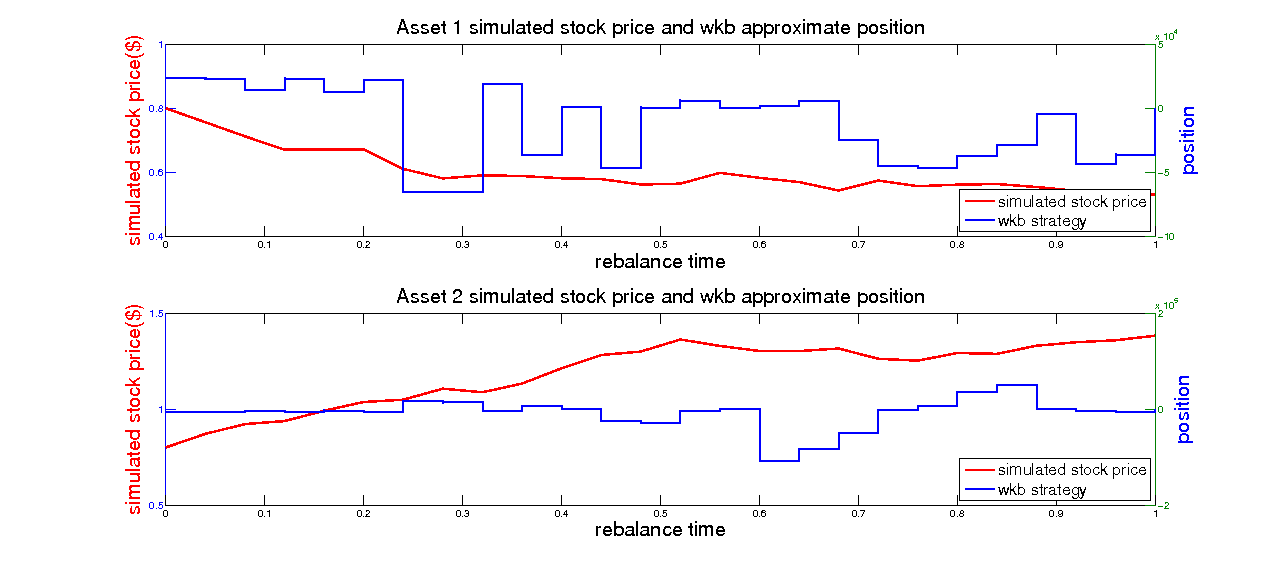 Asset 1 simulated stock price and wkb approximate position
x 10^4
simulated stock price($)
1
0.8
0.6
0.4
5
0
-5
-10
position
simulated stock price
wkb strategy
0 0.1 0.2 0.3 0.4 0.5 0.6 0.7 0.8 0.9 1
rebalance time
Asset 2 simulated stock price and wkb approximate position
simulated stock price($)
1.5
1
0.5
2
0
-2
position
simulated stock price
wkb strategy
0 0.1 0.2 0.3 0.4 0.5 0.6 0.7 0.8 0.9 1
rebalance time